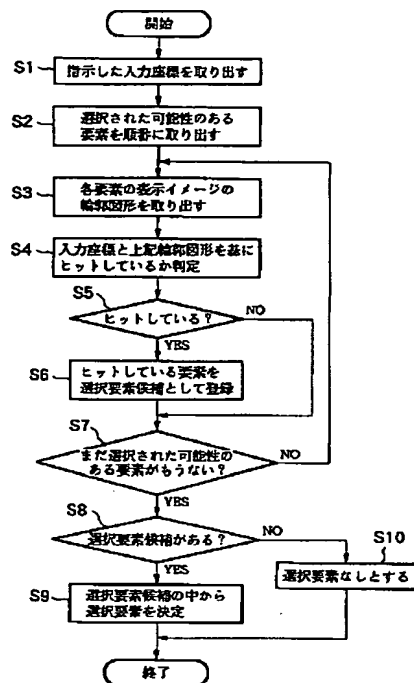 開始
S1
指示した入力座標を取り出す
S2
選択された可能性のある
要素を順番に取り出す
S3
各要素の表示イメージの
輪郭図形を取り出す
S4
入力座標と上記輪郭図形を基に
ヒットしているか判定
S5
ヒットしている?
NO
YES
S6
ヒットしている要素を
選択要素候補として登録
S7
まだ選択された可能性の
ある要素がもうない?
NO
YES
S8
選択要素候補がある?
NO
YES
S10
選択要素なしとする
S9
選択要素候補の中から
選択要素を決定
終了